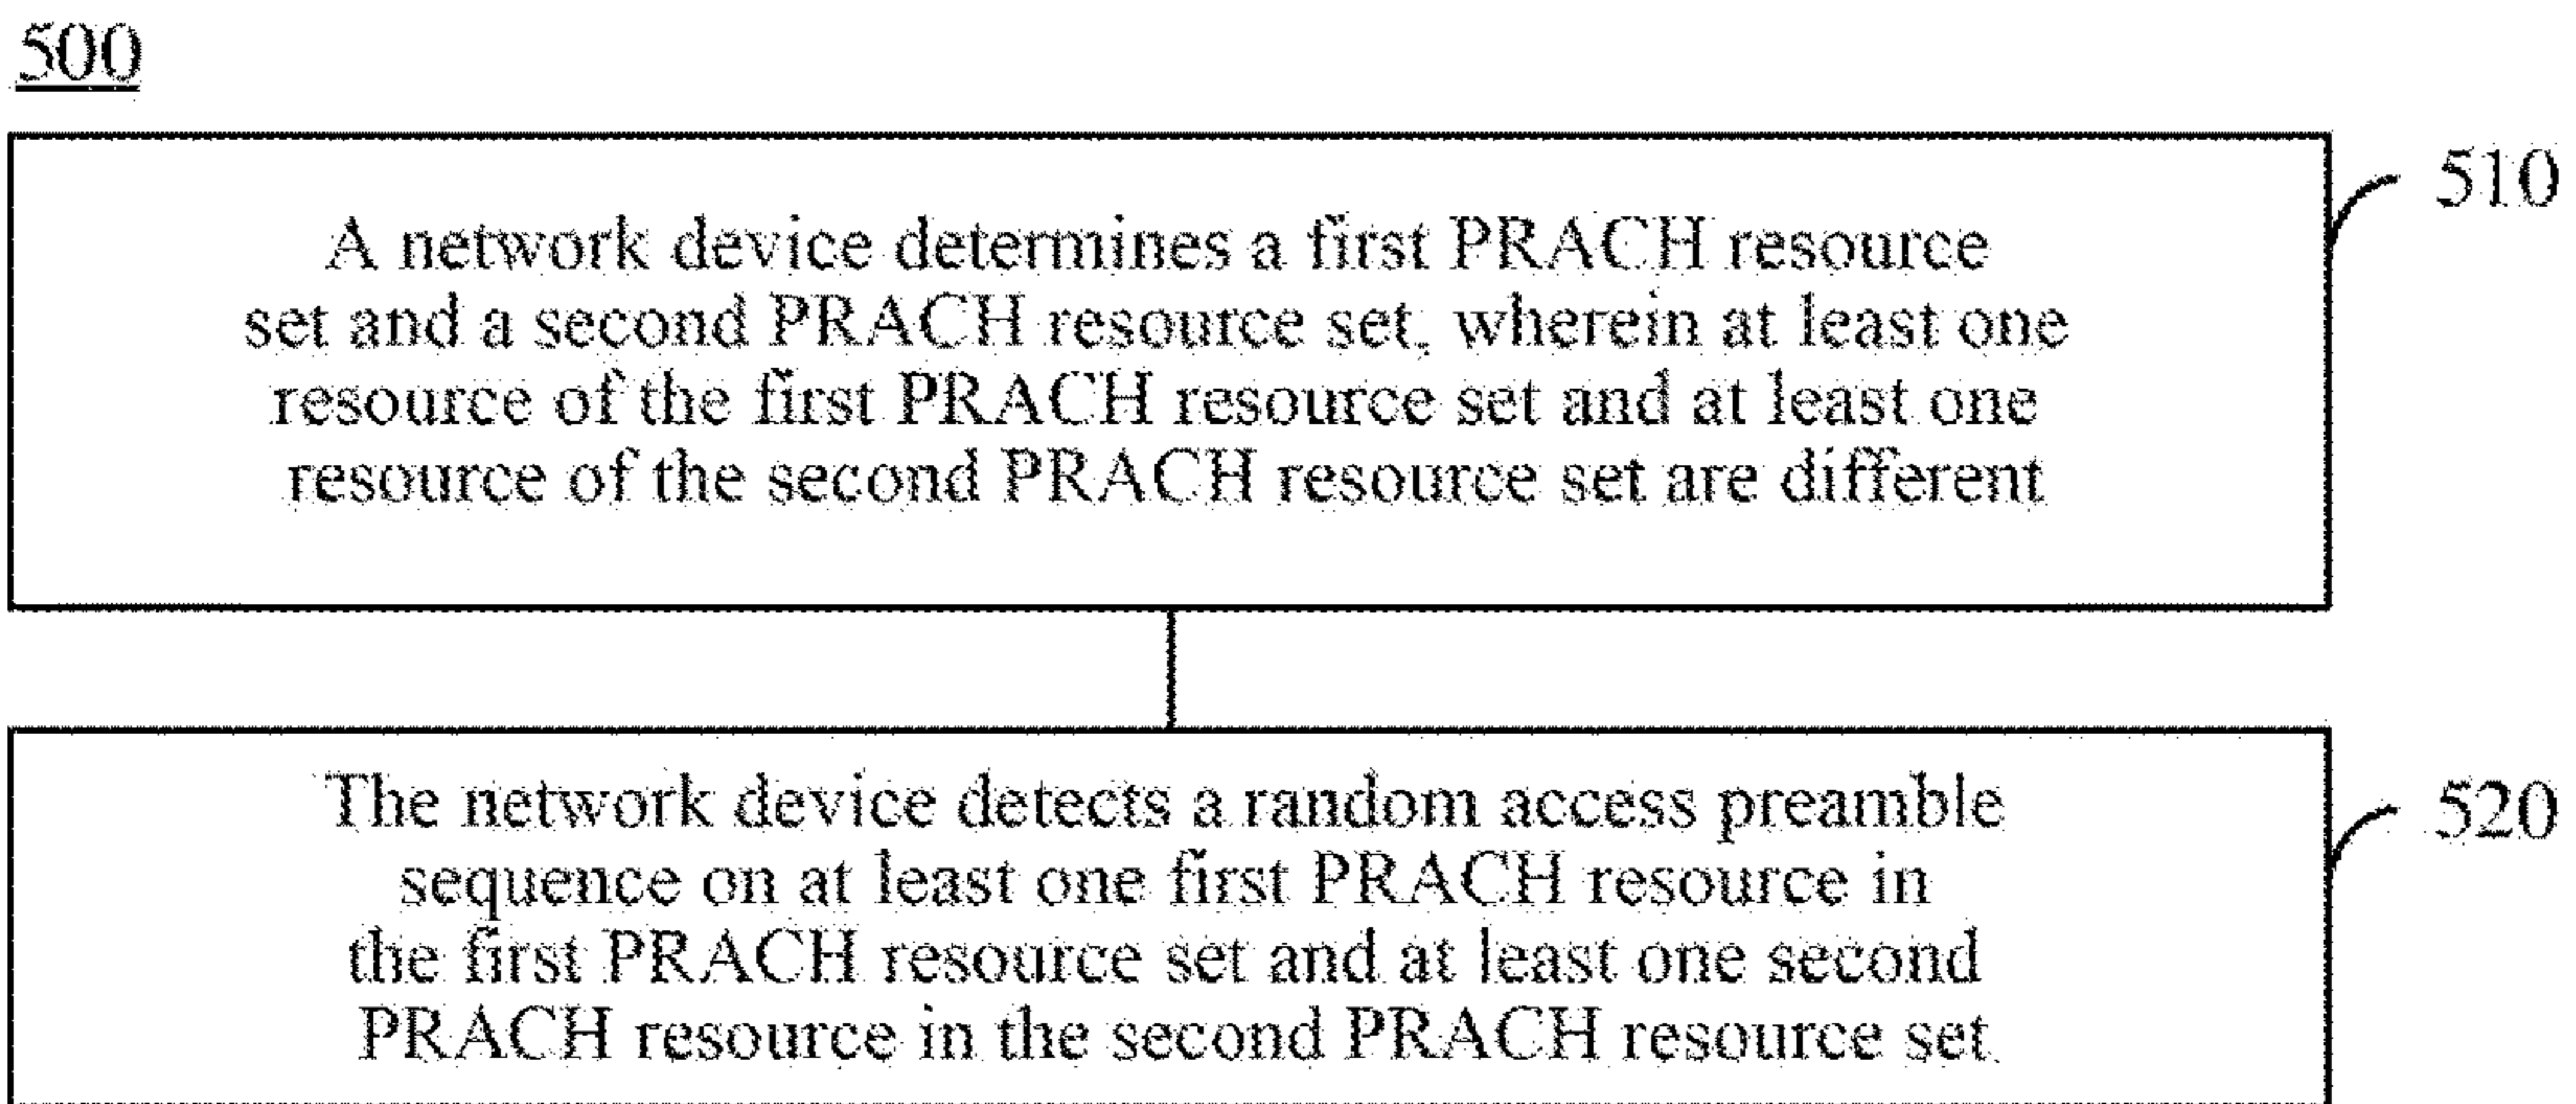 500
510
A network device determines a first PRACH resource
set and a second PRACH resource set, wherein at least one
resource of the first PRACH resource set and at least one
resource of the second PRACH resource set are different
520
The network device detects a random access preamble
sequence on at least one first PRACH resource in
the first PRACH resource set and at least one second
PRACH resource in the second PRACH resource set